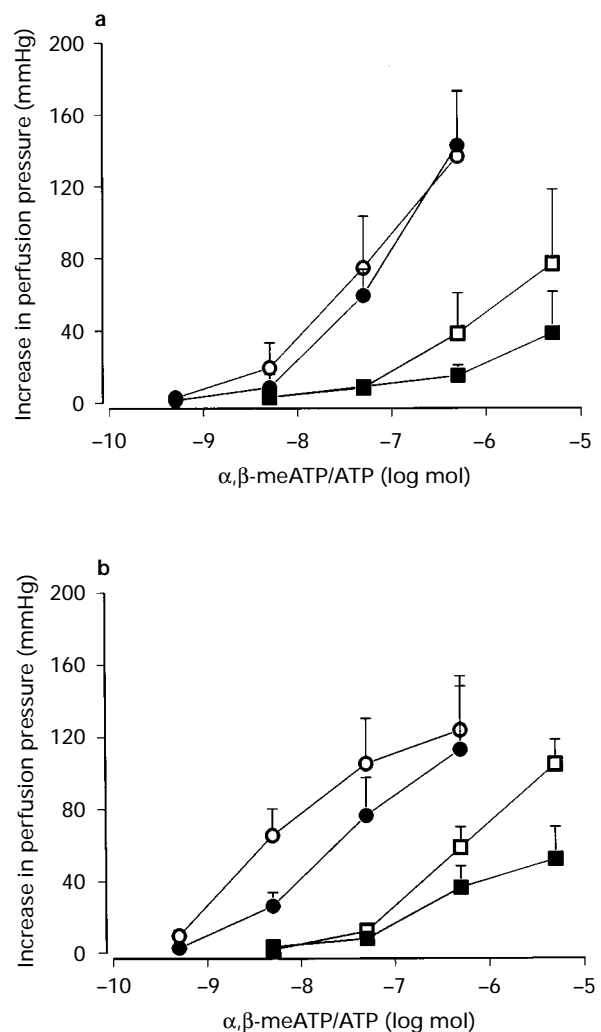 a
200
160
120
80
40
0
Increase in perfusion pressure (mmHg)
−10 −9 −8 −7 −6 −5
α,β-meATP/ATP (log mol)
b
200
160
120
80
40
0
Increase in perfusion pressure (mmHg)
−10 −9 −8 −7 −6 −5
α,β-meATP/ATP (log mol)